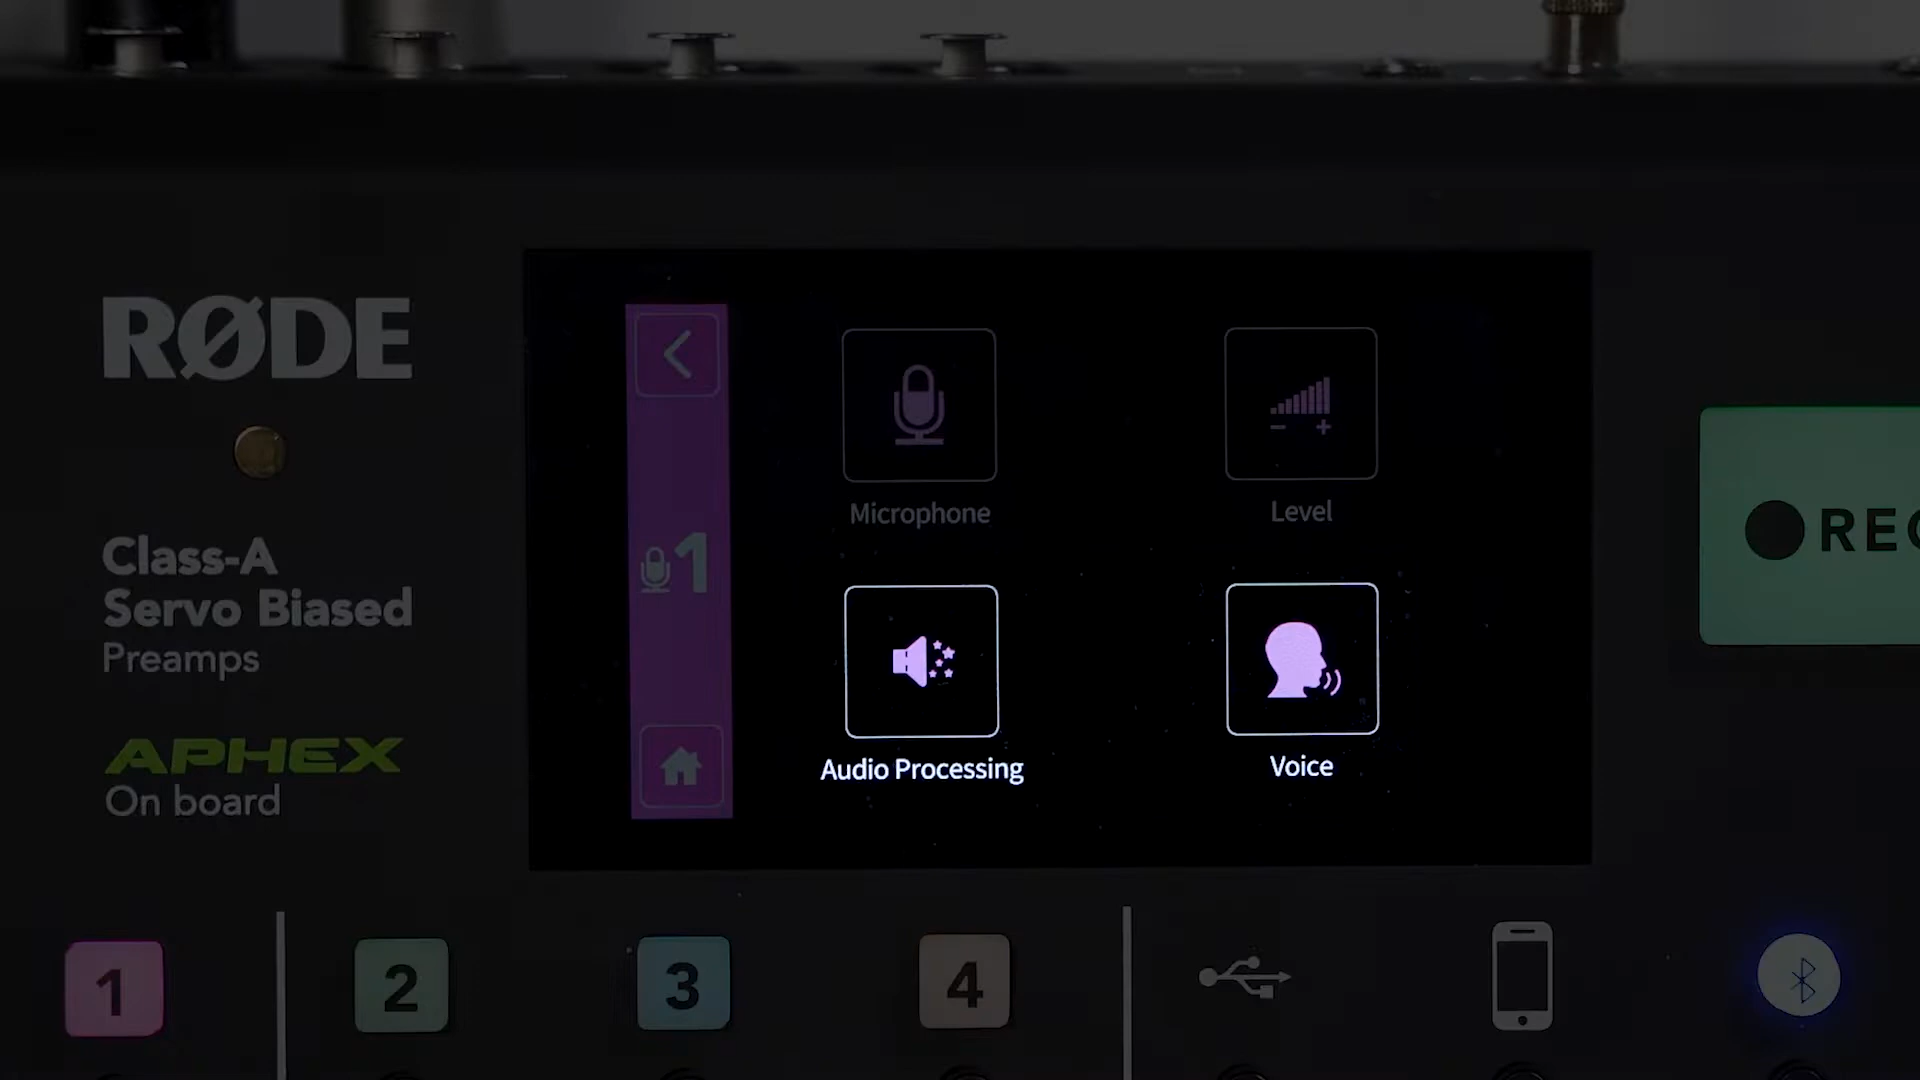 RØDE
Class-A
Servo Biased
Preamps
APHEX
On board
1
Microphone
Level
Audio Processing
Voice
REC
1
2
3
4